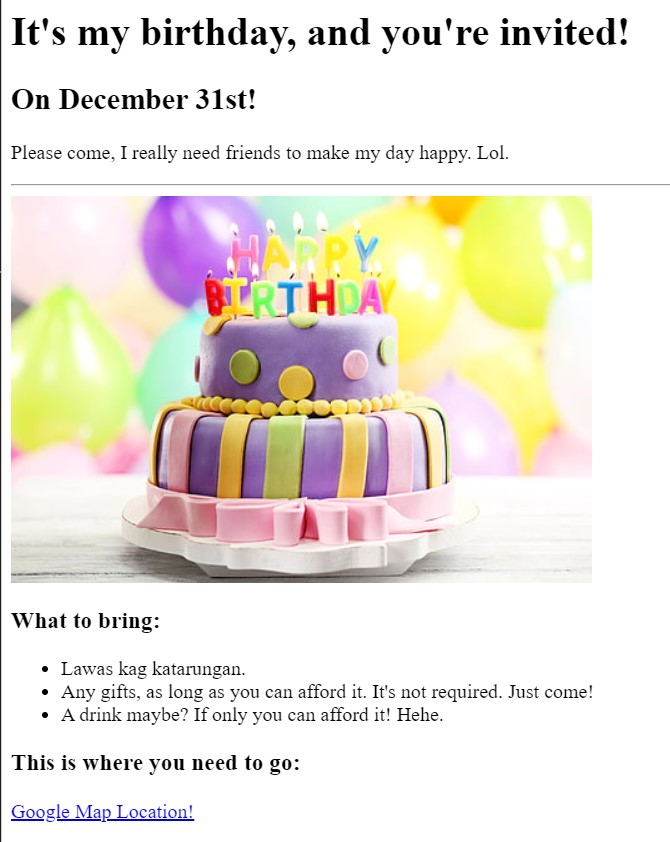 It's my birthday, and you're invited!
On December 31st!
Please come, I really need friends to make my day happy. Lol.
HAPPY
BIRTHDAY
What to bring:
Lawas kag katarungan.
Any gifts, as long as you can afford it. It's not required. Just come!
A drink maybe? If only you can afford it! Hehe.
This is where you need to go:
Google Map Location!